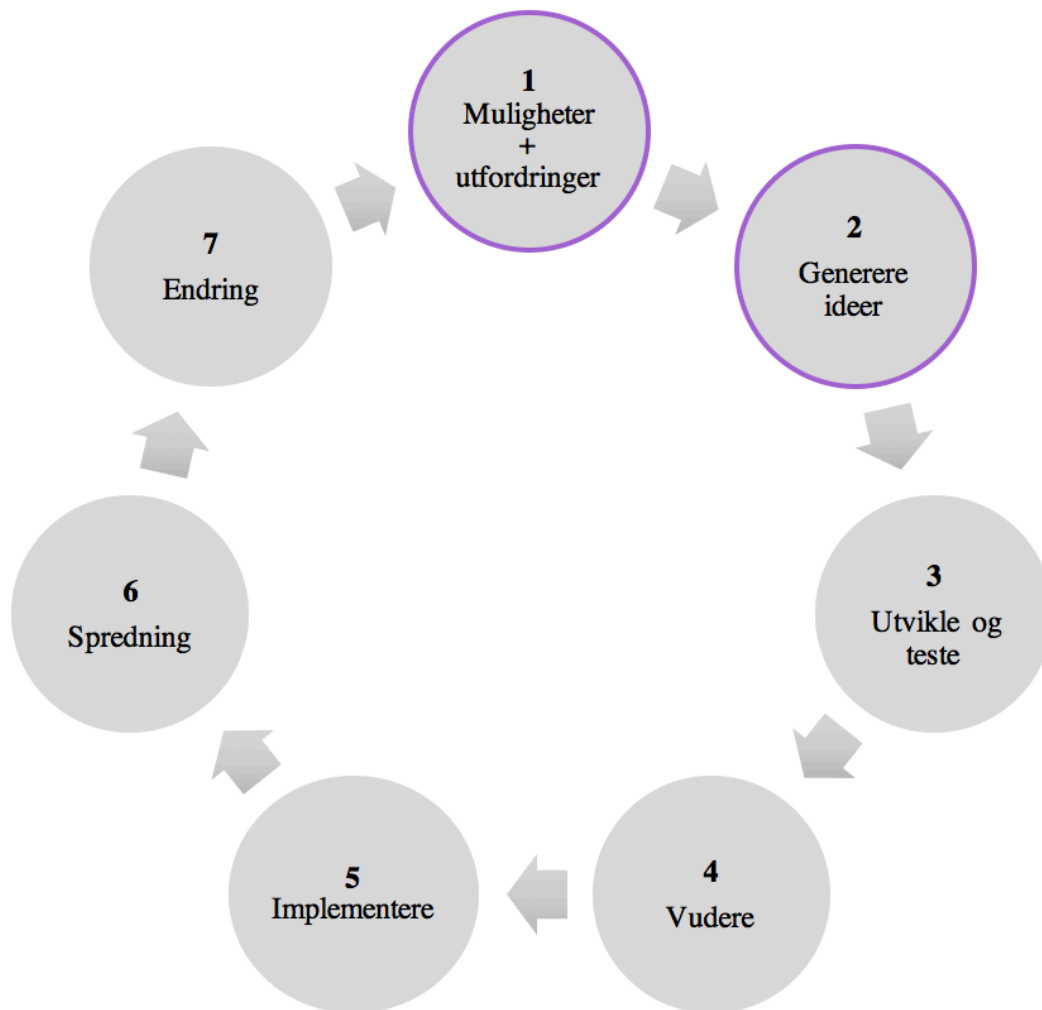 1
Muligheter
+
utfordringer
2
Generere
ideer
3
Utvikle og
teste
4
Vudere
5
Implementere
6
Spredning
7
Endring